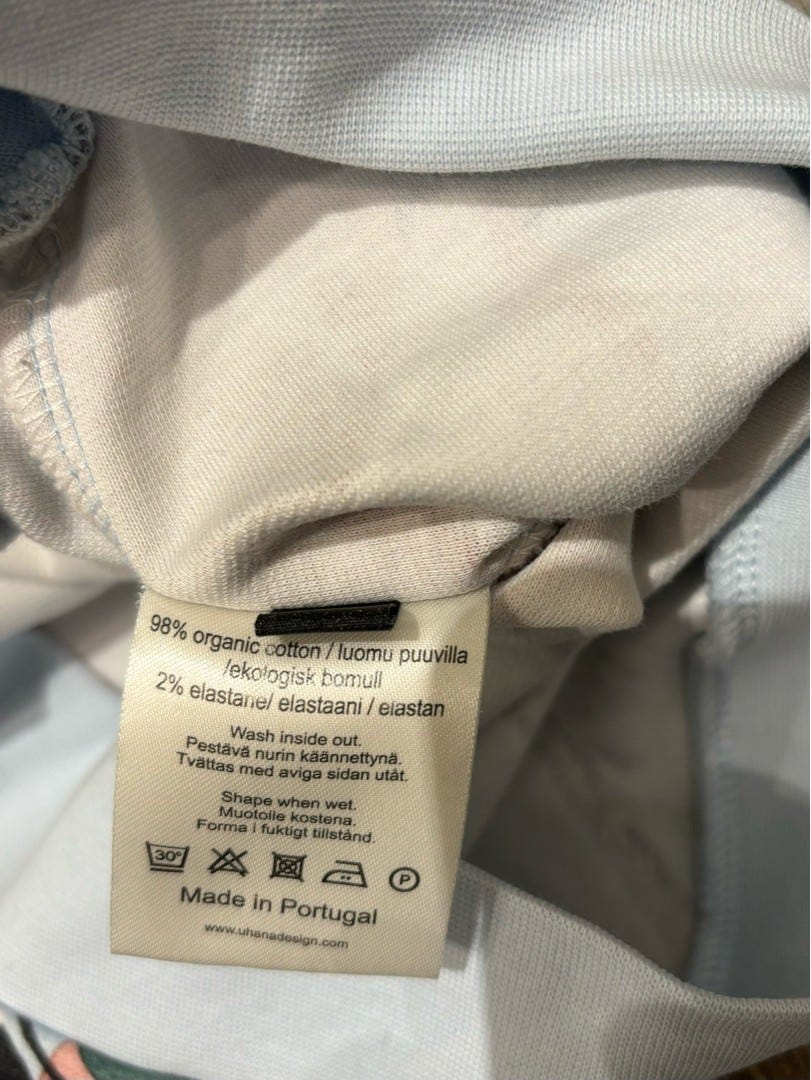 98% organic cotton / luomu puuvilla
/ekologisk bomull
2% elastane/ elastaani / elastan
Wash inside out.
Pestävä nurin käännettynä.
Tvättas med aviga sidan utåt.
Shape when wet.
Muotoile kostena.
Forma i fuktigt tillstånd.
30°
P
Made in Portugal
www.uhanadesign.com